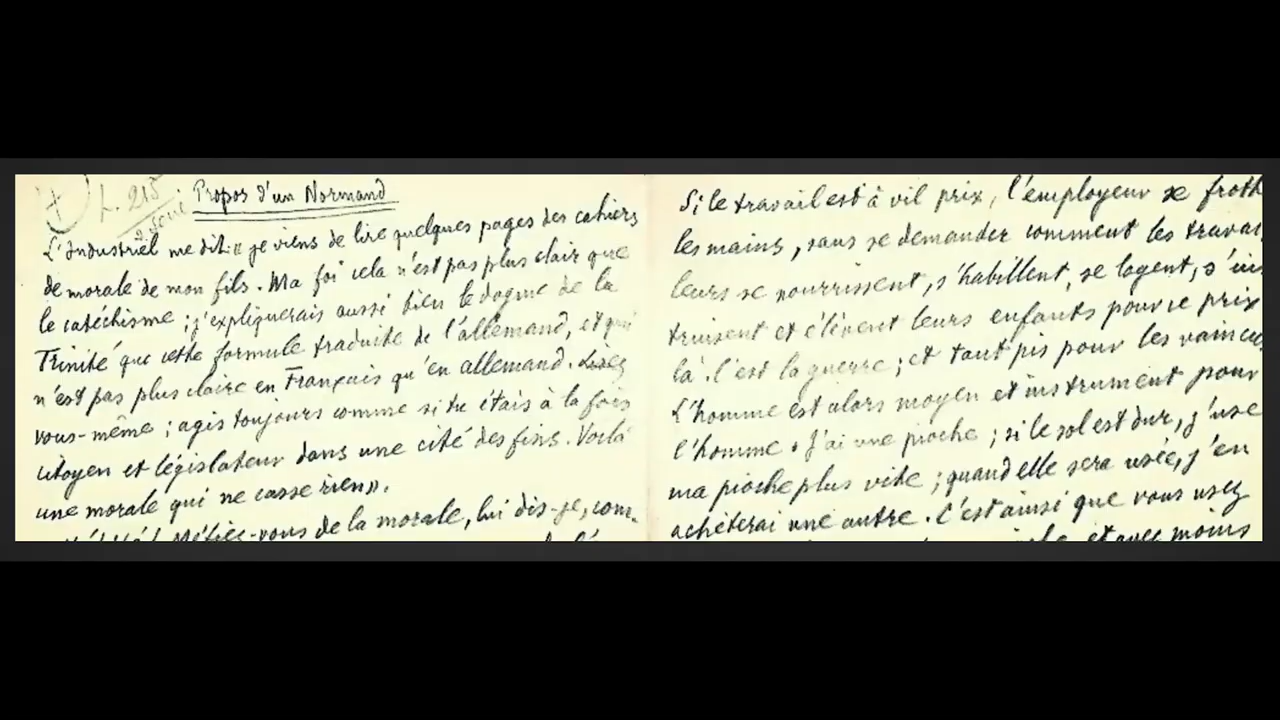 L. 215
Propos d'un Normand
L'Industriel me dit : « je viens de lire quelques pages des cahiers
de morale de mon fils. Ma foi cela n'est pas plus clair que
le catéchisme ; j'expliquerais aussi bien le dogme de la
Trinité que cette formule traduite de l'allemand, et qui
n'est pas plus claire en Français qu'en allemand. Lisez
vous-même ; agis toujours comme si tu étais à la fois
citoyen et législateur dans une cité des fins. Voilà
une morale qui ne casse rien ».
Méfiez-vous de la morale, lui dis-je, com-
Si le travail est à vil prix, l'employeur se frotte
les mains, sans se demander comment les travail
leurs se nourrissent, s'habillent, se logent, s'ins
truisent et élèvent leurs enfants pour ce prix
là. C'est la guerre ; et tant pis pour les vaincus
L'homme est alors moyen et instrument pour
l'homme. J'ai une pioche ; si le sol est dur, j'use
ma pioche plus vite ; quand elle sera usée, j'en
achèterai une autre. C'est ainsi que vous usez
et avec moins